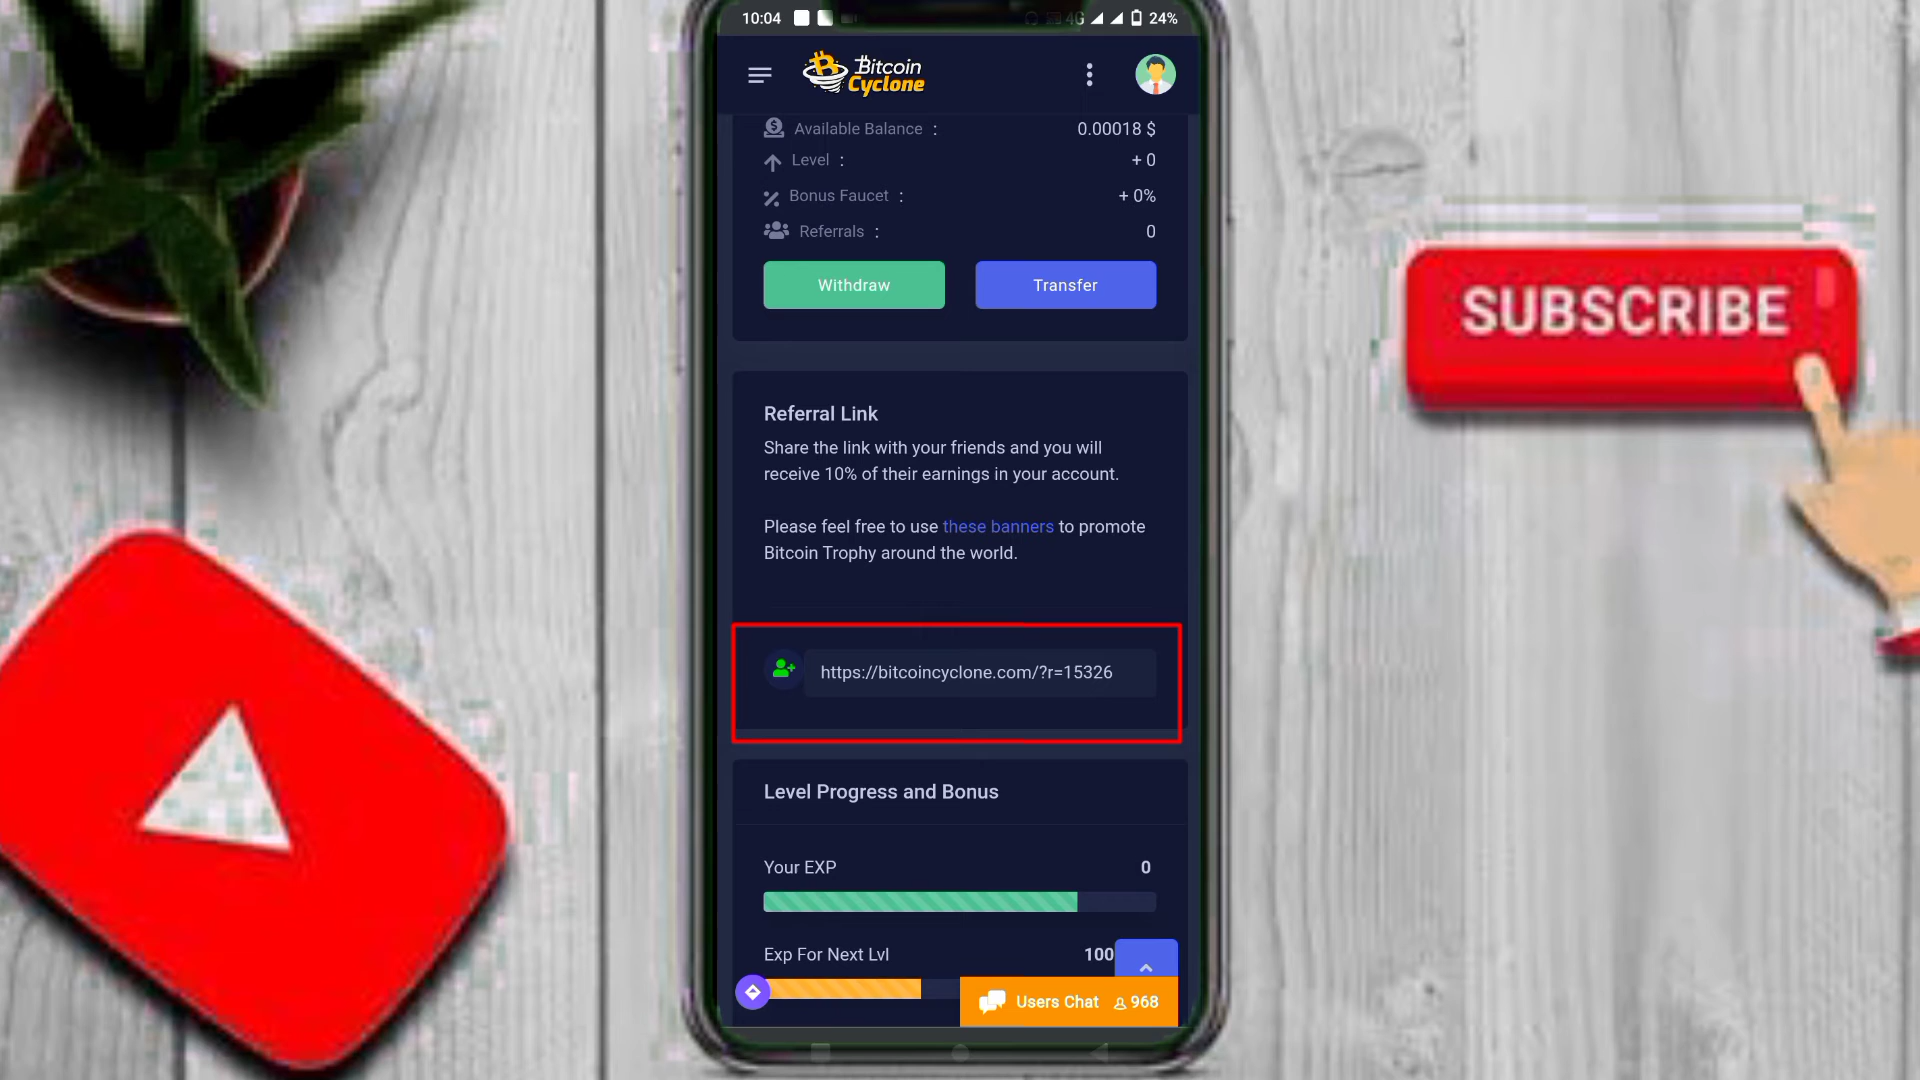 10:04 4G 24%
Bitcoin
Cyclone
Available Balance : 0.00018 $
Level : + 0
Bonus Faucet : + 0%
Referrals : 0
Withdraw Transfer
Referral Link
Share the link with your friends and you will
receive 10% of their earnings in your account.
Please feel free to use these banners to promote
Bitcoin Trophy around the world.
https://bitcoincyclone.com/?r=15326
Level Progress and Bonus
Your EXP 0
Exp For Next Lvl 100
Users Chat 968
SUBSCRIBE